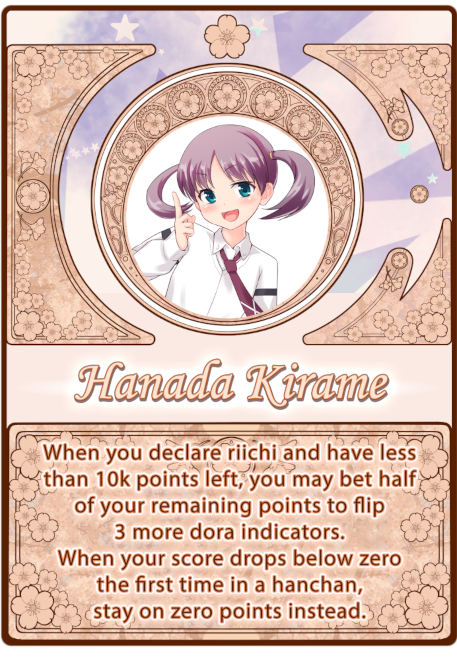 Hanada Kirame
When you declare riichi and have less
than 10k points left, you may bet half
of your remaining points to flip
3 more dora indicators.
When your score drops below zero
the first time in a hanchan,
stay on zero points instead.